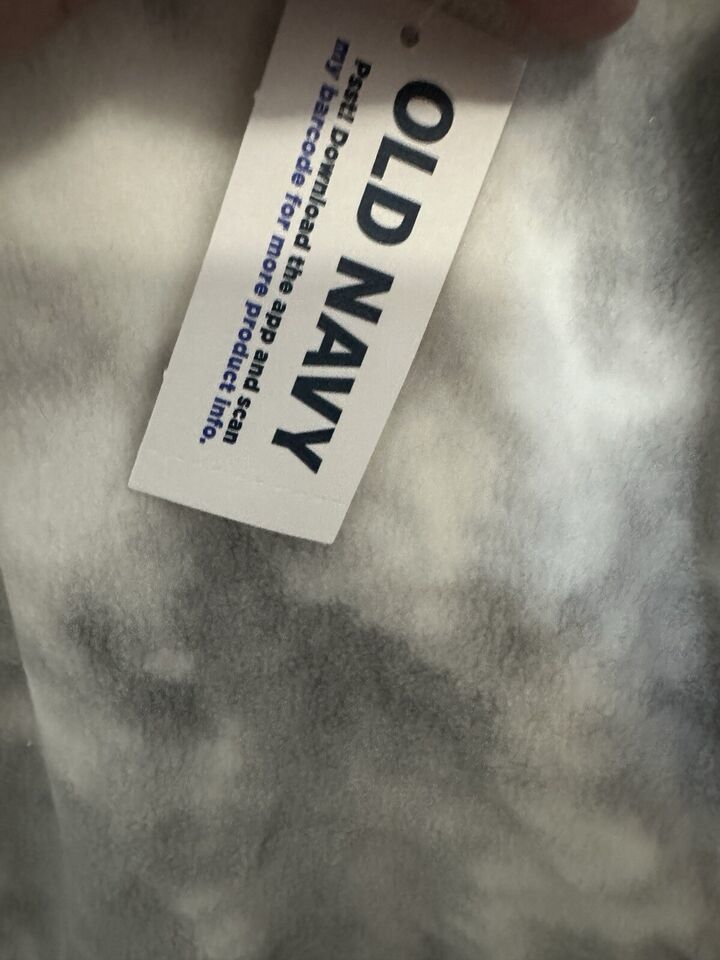 OLD NAVY
Psst! Download the app and scan
my barcode for more product info.